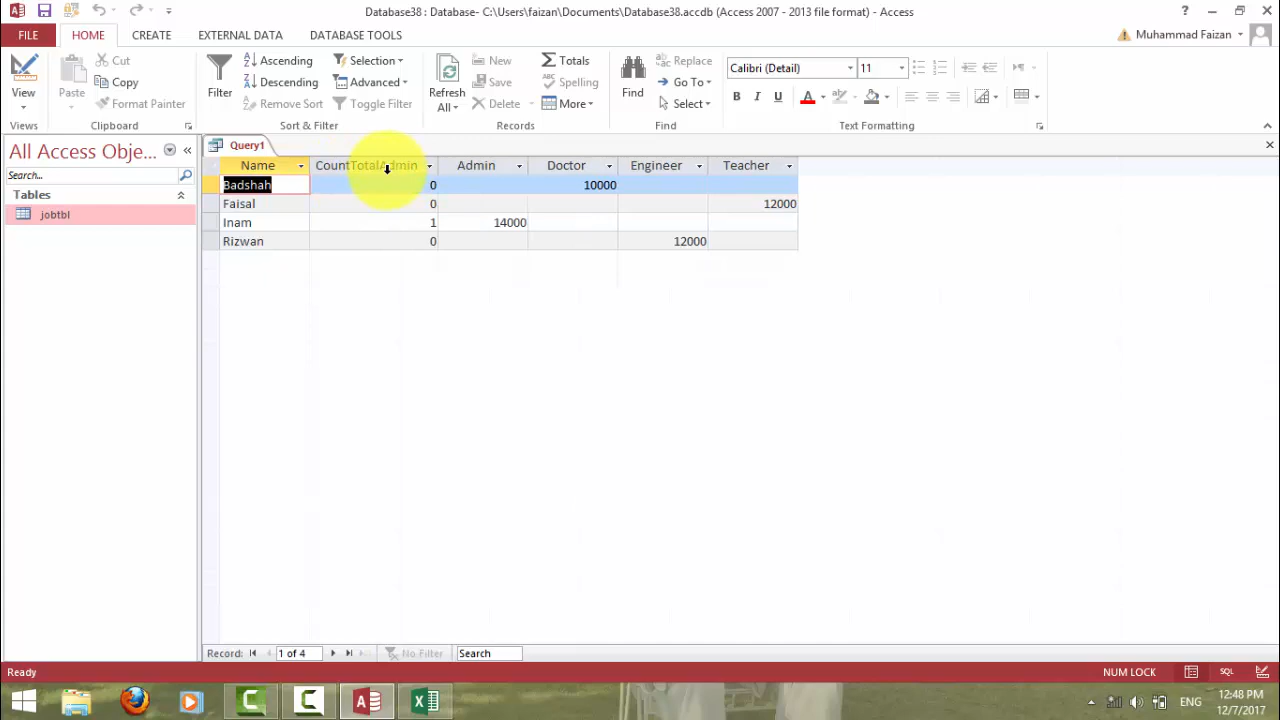 Database38 : Database- C:\Users\faizan\Documents\Database38.accdb (Access 2007 - 2013 file format) - Access
FILE HOME CREATE EXTERNAL DATA DATABASE TOOLS Muhammad Faizan
View
Views
Paste
Cut
Copy
Format Painter
Clipboard
Filter
Ascending
Descending
Remove Sort
Selection
Advanced
Toggle Filter
Sort & Filter
Refresh
All
New
Save
Delete
Totals
Spelling
More
Records
Find
Replace
Go To
Select
Find
Calibri (Detail) 11
B I U A
Text Formatting
All Access Obje...
Search...
Tables
jobtbl
Query1
Name CountTotalAdmin Admin Doctor Engineer Teacher
Badshah 0 10000
Faisal 0 12000
Inam 1 14000
Rizwan 0 12000
Record: 1 of 4 No Filter Search
Ready NUM LOCK SQL
ENG 12:48 PM
12/7/2017